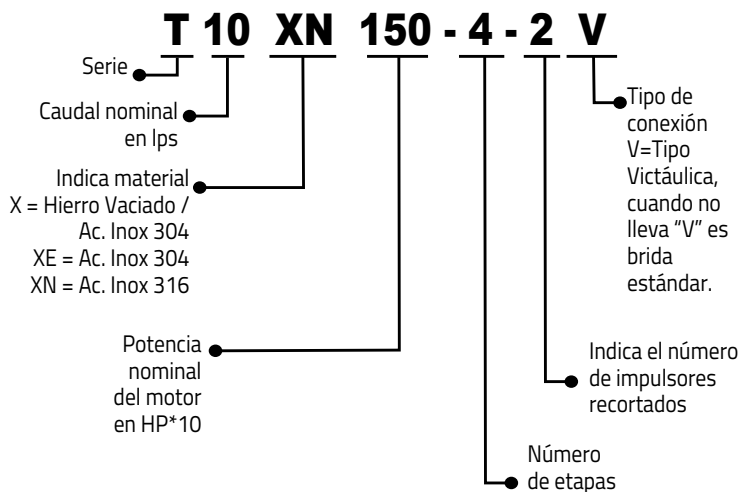 T 10 XN 150 - 4 - 2 V
Serie
Caudal nominal
en lps
Indica material
X = Hierro Vaciado /
Ac. Inox 304
XE = Ac. Inox 304
XN = Ac. Inox 316
Potencia
nominal
del motor
en HP*10
Tipo de
conexión
V=Tipo
Victáulica,
cuando no
lleva “V” es
brida
estándar.
Indica el número
de impulsores
recortados
Número
de etapas